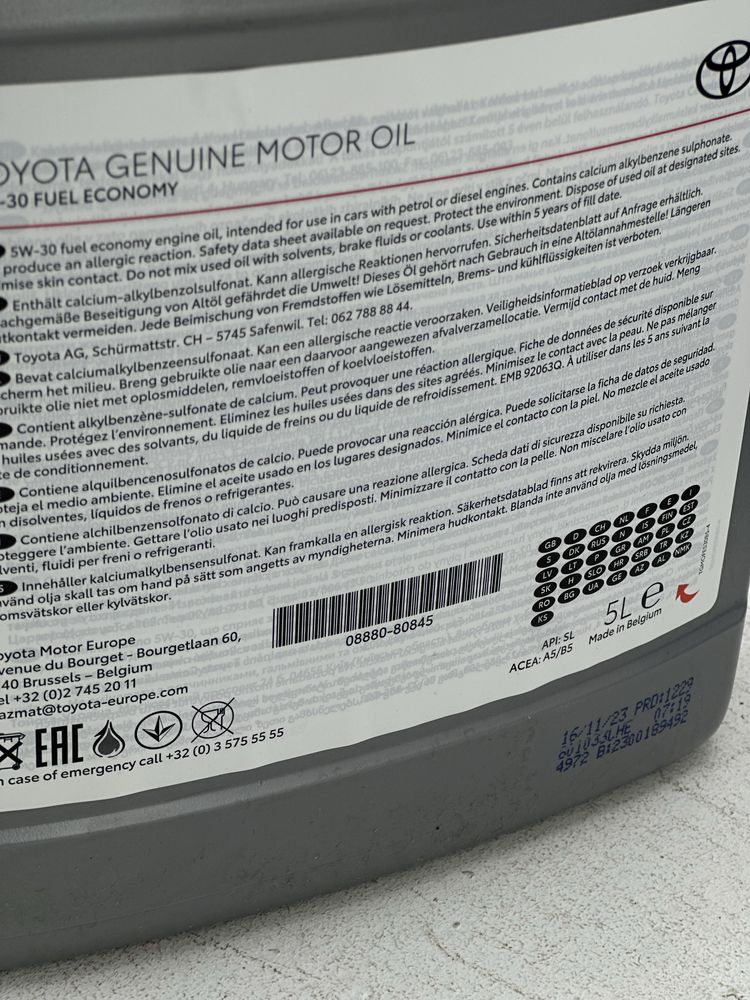 OYOTA GENUINE MOTOR OIL
-30 FUEL ECONOMY
5W-30 fuel economy engine oil, intended for use in cars with petrol or diesel engines. Contains calcium alkylbenzene sulphonate.
produce an allergic reaction. Safety data sheet available on request. Protect the environment. Dispose of used oil at designated sites.
mise skin contact. Do not mix used oil with solvents, brake fluids or coolants. Use within 5 years of fill date.
Enthält calcium-alkylbenzolsulfonat. Kann allergische Reaktionen hervorrufen. Sicherheitsdatenblatt auf Anfrage erhältlich.
achgemäße Beseitigung von Altöl gefährdet die Umwelt! Dieses Öl gehört nach Gebrauch in eine Altölannahmestelle! Längeren
utkontakt vermeiden. Jede Beimischung von Fremdstoffen wie Lösemitteln, Brems- und kühlflüssigkeiten ist verboten.
Toyota AG, Schürmattstr. CH – 5745 Safenwil. Tel: 062 788 88 44.
Bevat calciumalkylbenzeensulfonaat. Kan een allergische reactie veroorzaken. Veiligheidsinformatieblad op verzoek verkrijgbaar.
cherm het milieu. Breng gebruikte olie naar een daarvoor aangewezen afvalverzamellocatie. Vermijd contact met de huid. Meng
ruikte olie niet met oplosmiddelen, remvloeistoffen of koelvloeistoffen.
Contient alkylbenzène-sulfonate de calcium. Peut provoquer une réaction allergique. Fiche de données de sécurité disponible sur
mande. Protégez l'environnement. Eliminez les huiles usées dans des sites agréés. Minimisez le contact avec la peau. Ne pas mélanger
huiles usées avec des solvants, du liquide de freins ou du liquide de refroidissement. EMB 92063Q. À utiliser dans les 5 ans suivant la
te de conditionnement.
Contiene alquilbencenosulfonatos de calcio. Puede provocar una reacción alérgica. Puede solicitarse la ficha de datos de seguridad.
oteja el medio ambiente. Elimine el aceite usado en los lugares designados. Minimice el contacto con la piel. No mezcle el aceite usado
n disolventes, líquidos de frenos o refrigerantes.
Contiene alchilbenzensolfonato di calcio. Può causare una reazione allergica. Scheda dati di sicurezza disponibile su richiesta.
oteggere l'ambiente. Gettare l'olio usato nei luoghi predisposti. Minimizzare il contatto con la pelle. Non miscelare l'olio usato con
lventi, fluidi per freni o refrigeranti.
S Innehåller kalciumalkylbensensulfonat. Kan framkalla en allergisk reaktion. Säkerhetsdatablad finns att rekvirera. Skydda miljön.
nvänd olja skall tas om hand på sätt som angetts av myndigheterna. Minimera hudkontakt. Blanda inte använd olja med lösningsmedel,
omsvätskor eller kylvätskor.
GB D CH NL F E I
S DK RUS N IS FIN EST
LV LT P GR AM PL CZ
SK H SLO HR SRB TR KZ
RO BG UA GE AZ AL NMK
KS
08880-80845
API: SL
ACEA: A5/B5
5L e
Made in Belgium
oyota Motor Europe
venue du Bourget - Bourgetlaan 60,
40 Brussels – Belgium
el +32 (0)2 745 20 11
azmat@toyota-europe.com
EAC
n case of emergency call +32 (0) 3 575 55 55
16/11/23 PRD:1229
07:19
4972 B:2300189492